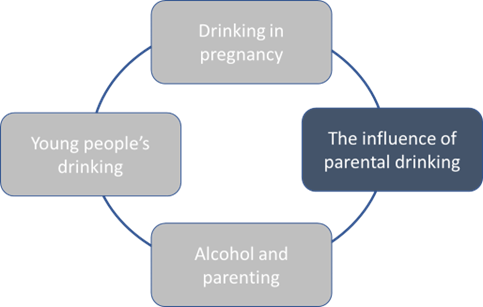 Drinking in
pregnancy
The influence of
parental drinking
Alcohol and
parenting
Young people's
drinking